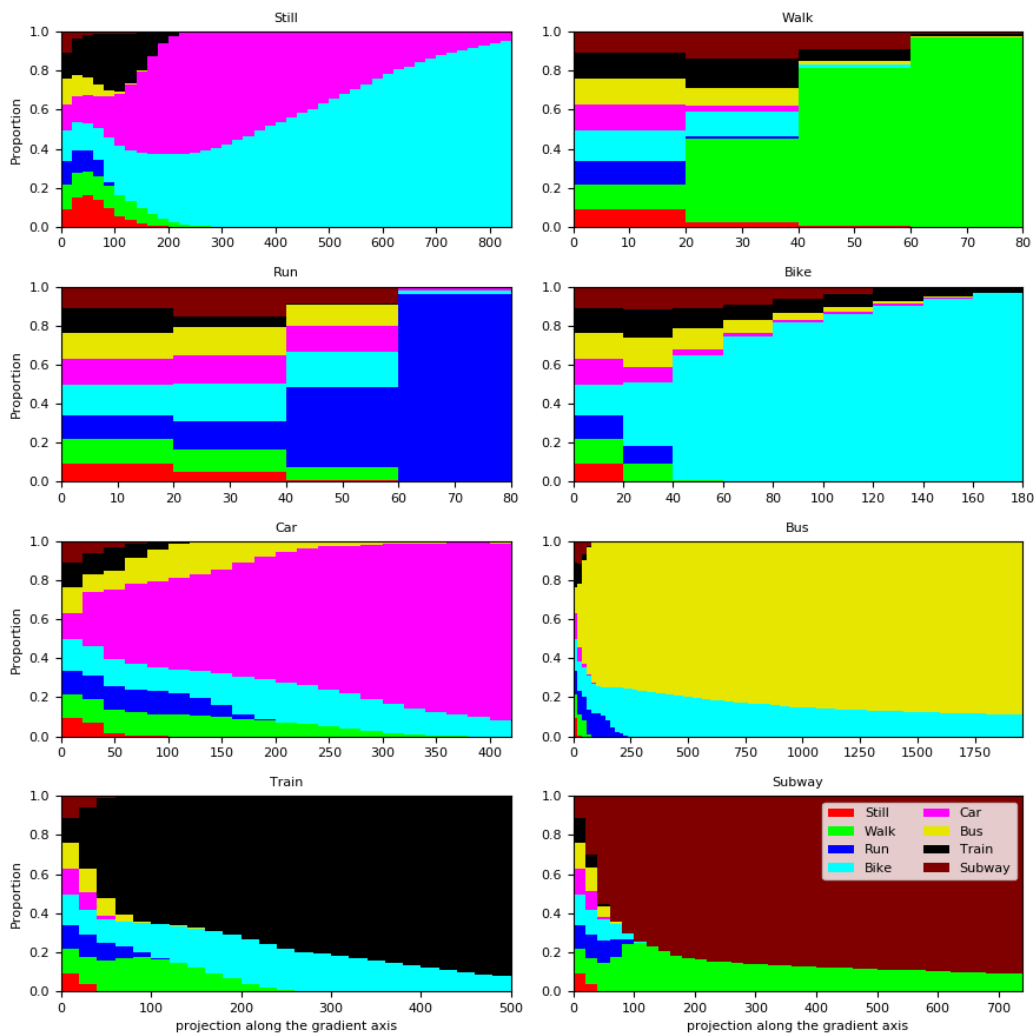 Still
Walk
1.0
0.8
0.6
0.4
0.2
0.0
Proportion
0 100 200 300 400 500 600 700 800
1.0
0.8
0.6
0.4
0.2
0.0
0 10 20 30 40 50 60 70 80
Run
Bike
1.0
0.8
0.6
0.4
0.2
0.0
Proportion
0 10 20 30 40 50 60 70 80
1.0
0.8
0.6
0.4
0.2
0.0
0 20 40 60 80 100 120 140 160 180
Car
Bus
1.0
0.8
0.6
0.4
0.2
0.0
Proportion
0 50 100 150 200 250 300 350 400
1.0
0.8
0.6
0.4
0.2
0.0
0 250 500 750 1000 1250 1500 1750
Train
Subway
1.0
0.8
0.6
0.4
0.2
0.0
Proportion
0 100 200 300 400 500
projection along the gradient axis
1.0
0.8
0.6
0.4
0.2
0.0
Still Car
Walk Bus
Run Train
Bike Subway
0 100 200 300 400 500 600 700
projection along the gradient axis